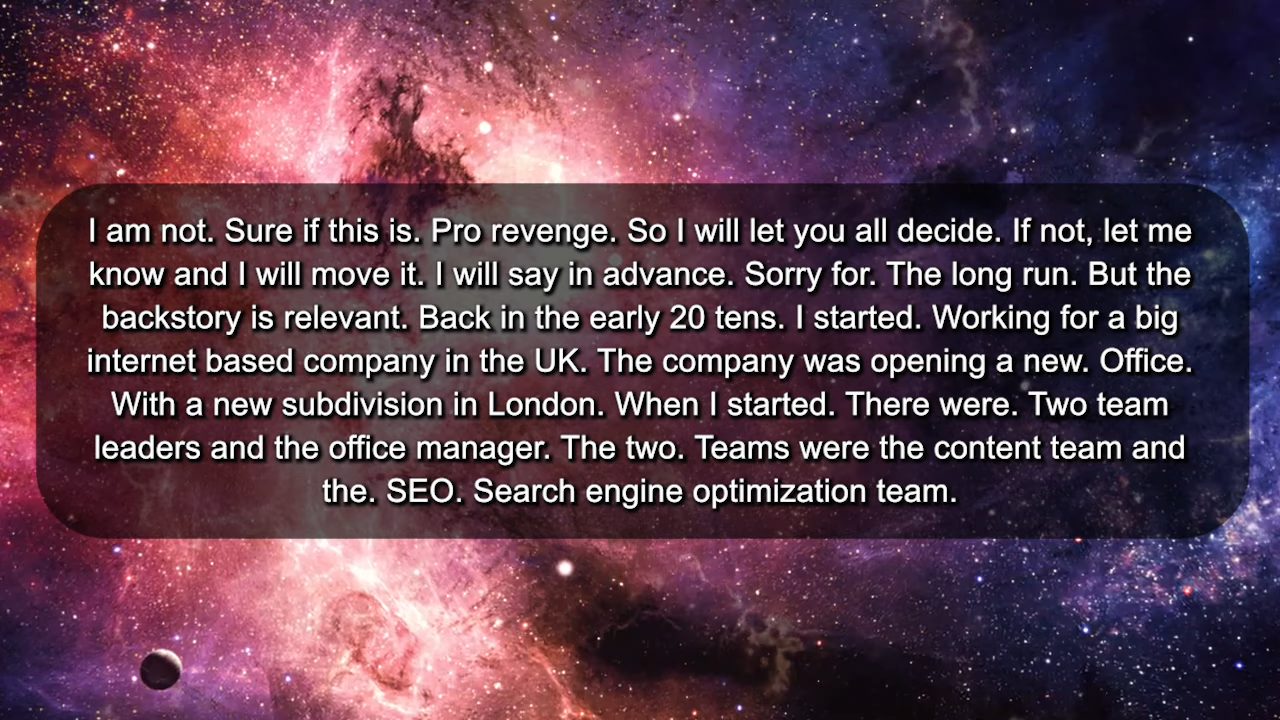 I am not. Sure if this is. Pro revenge. So I will let you all decide. If not, let me
know and I will move it. I will say in advance. Sorry for. The long run. But the
backstory is relevant. Back in the early 20 tens. I started. Working for a big
internet based company in the UK. The company was opening a new. Office.
With a new subdivision in London. When I started. There were. Two team
leaders and the office manager. The two. Teams were the content team and
the. SEO. Search engine optimization team.